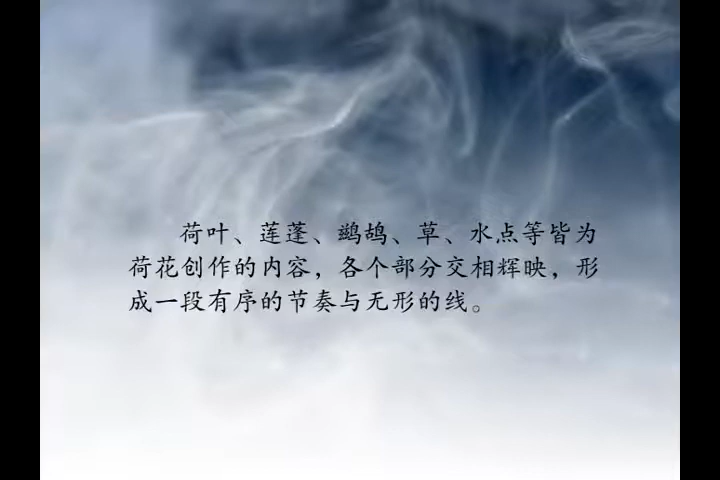 荷叶、莲蓬、鹚鸪、草、水点等皆为
荷花创作的内容，各个部分交相辉映，形
成一段有序的节奏与无形的线。